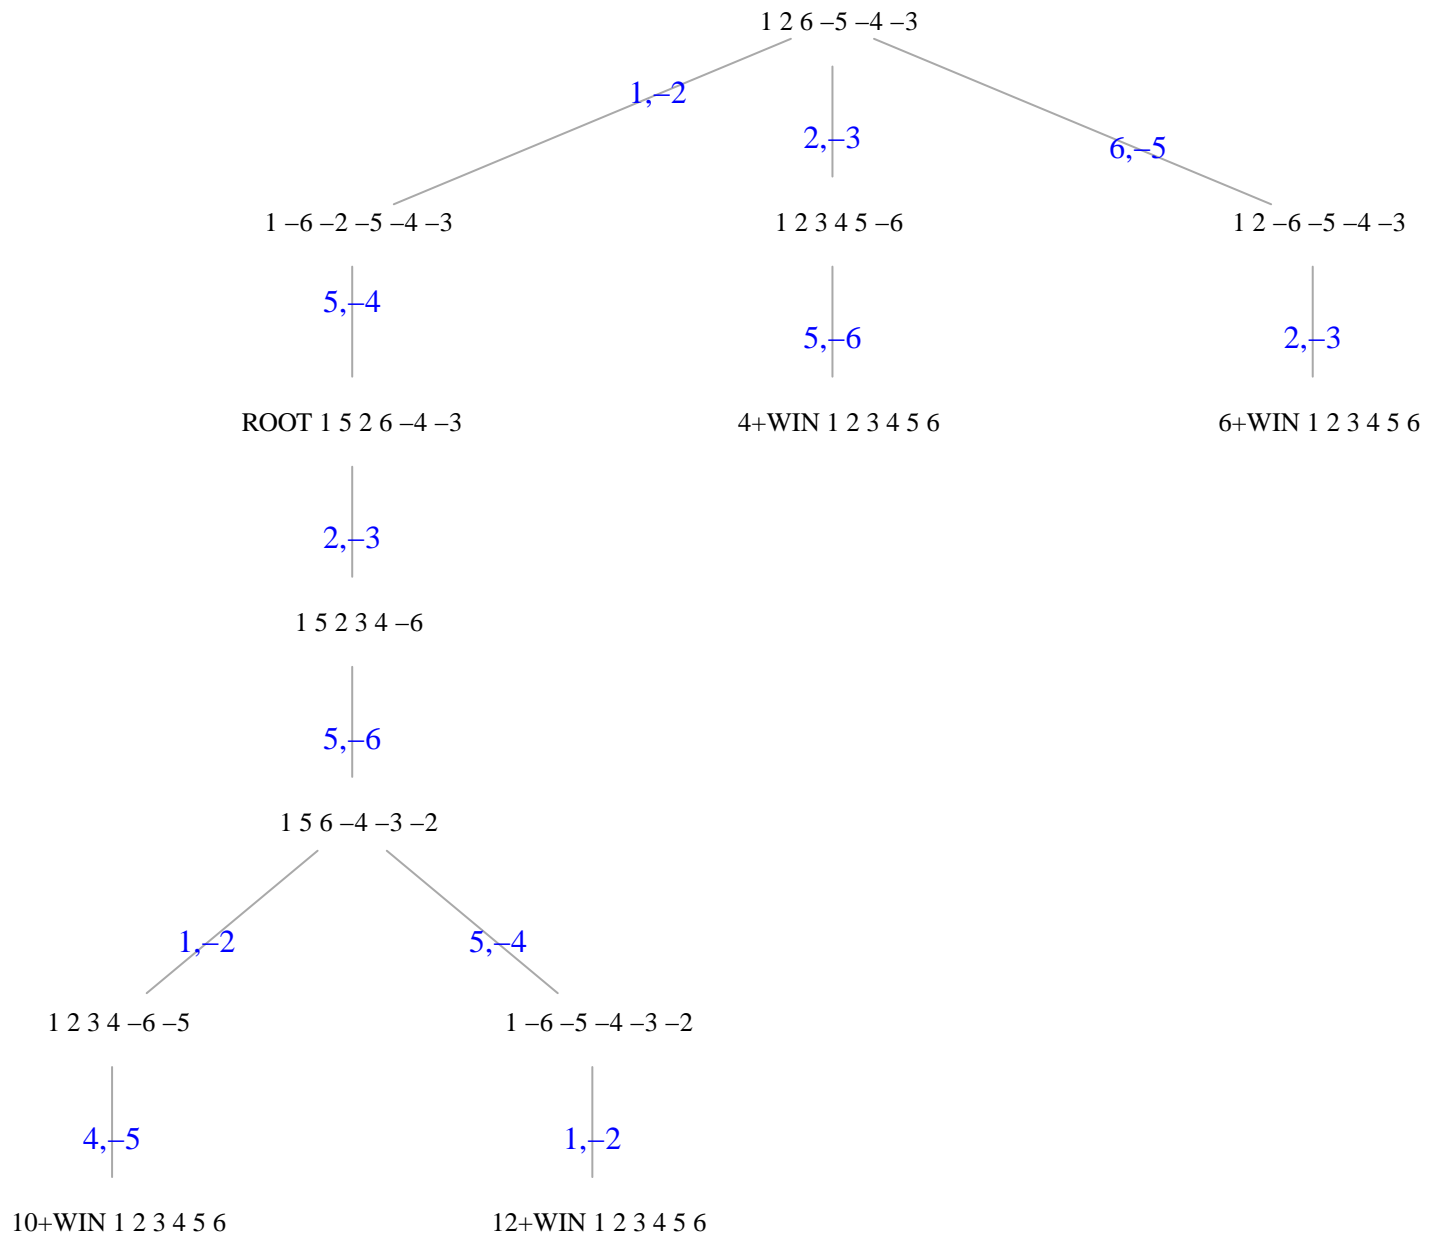 1 2 6 –5 –4 –3
1,–2
2,–3
6,–5
1 –6 –2 –5 –4 –3
1 2 3 4 5 –6
1 2 –6 –5 –4 –3
5,–4
5,–6
2,–3
ROOT 1 5 2 6 –4 –3
4+WIN 1 2 3 4 5 6
6+WIN 1 2 3 4 5 6
2,–3
1 5 2 3 4 –6
5,–6
1 5 6 –4 –3 –2
1,–2
5,–4
1 2 3 4 –6 –5
1 –6 –5 –4 –3 –2
4,–5
1,–2
10+WIN 1 2 3 4 5 6
12+WIN 1 2 3 4 5 6